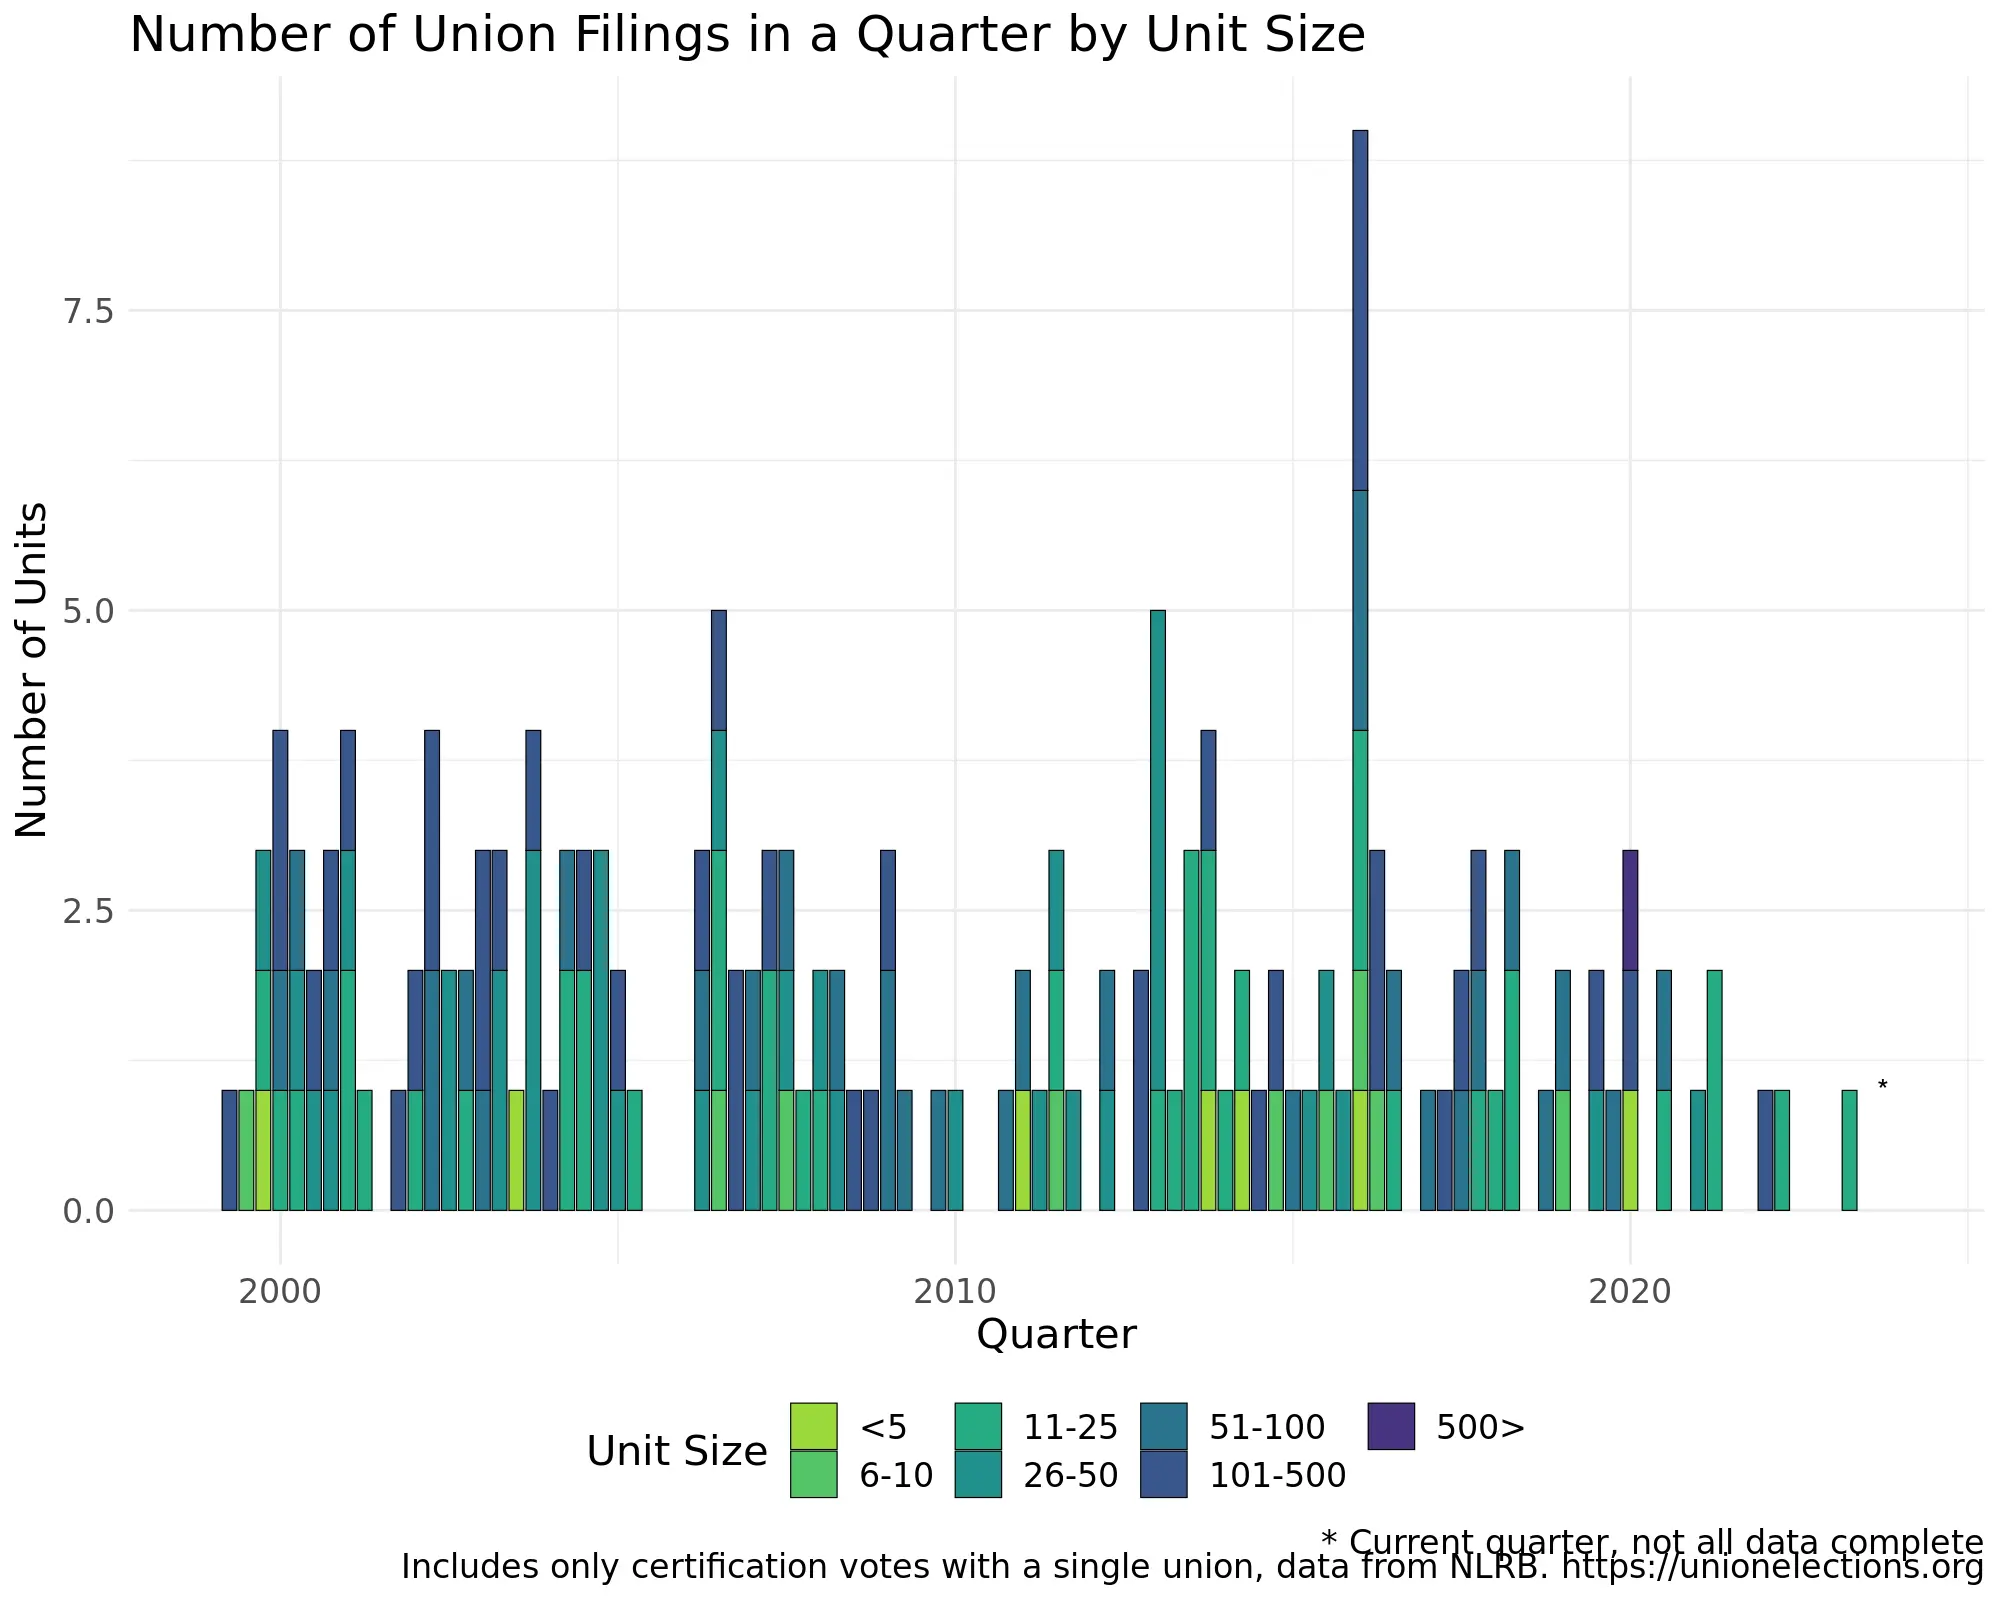 Number of Union Filings in a Quarter by Unit Size
Number of Units
7.5
5.0
2.5
0.0
*
2000 2010 2020
Quarter
Unit Size
<5 11-25 51-100 500>
6-10 26-50 101-500
* Current quarter, not all data complete
Includes only certification votes with a single union, data from NLRB. https://unionelections.org